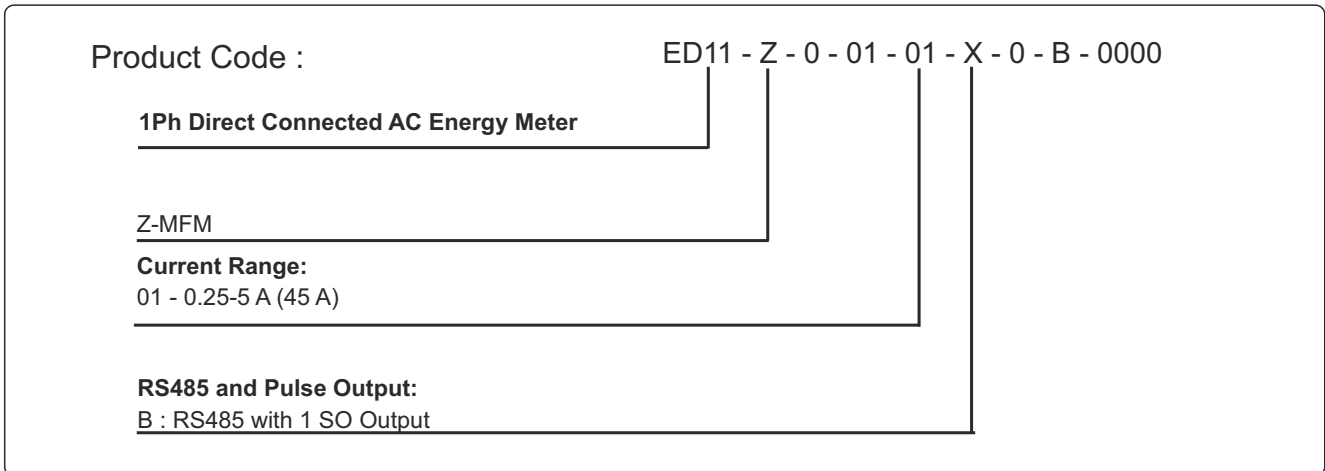 Product Code : ED11 - Z - 0 - 01 - 01 - X - 0 - B - 0000
1Ph Direct Connected AC Energy Meter
Z-MFM
Current Range:
01 - 0.25-5 A (45 A)
RS485 and Pulse Output:
B : RS485 with 1 SO Output